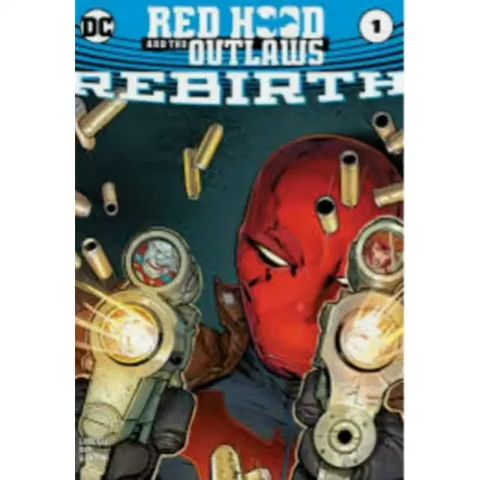 DC
RED HOOD
AND THE OUTLAWS
REBIRTH
1